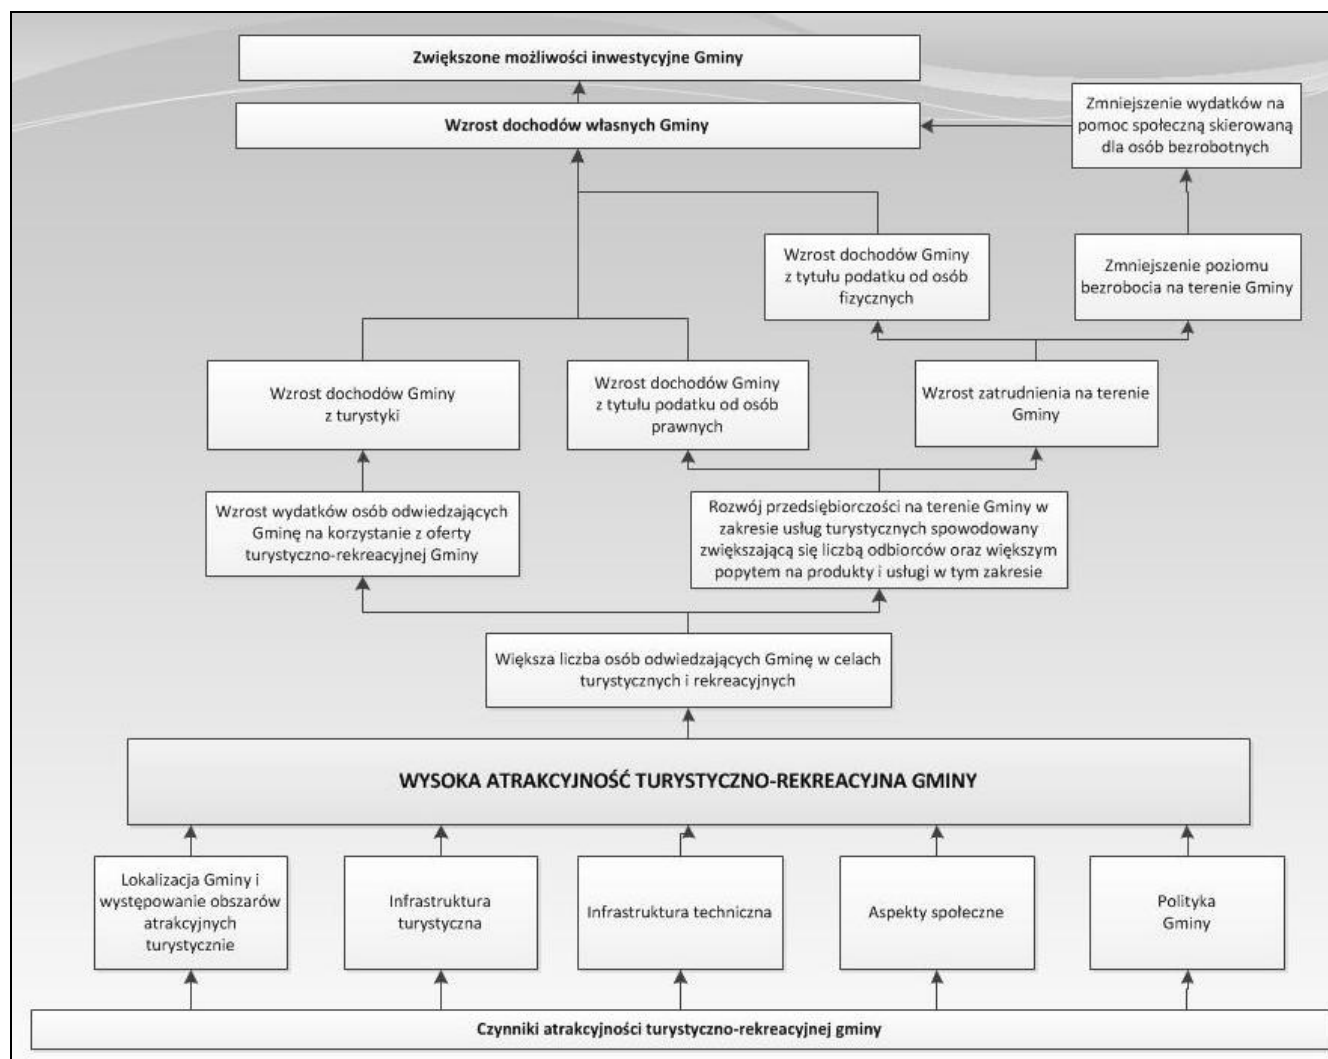 Zwiększone możliwości inwestycyjne Gminy
Wzrost dochodów własnych Gminy
Zmniejszenie wydatków na
pomoc społeczną skierowaną
dla osób bezrobotnych
Wzrost dochodów Gminy
z tytułu podatku od osób
fizycznych
Zmniejszenie poziomu
bezrobocia na terenie Gminy
Wzrost dochodów Gminy
z turystyki
Wzrost dochodów Gminy
z tytułu podatku od osób
prawnych
Wzrost zatrudnienia na terenie
Gminy
Wzrost wydatków osób odwiedzających
Gminę na korzystanie z oferty
turystyczno-rekreacyjnej Gminy
Rozwój przedsiębiorczości na terenie Gminy w
zakresie usług turystycznych spowodowany
zwiększającą się liczbą odbiorców oraz większym
popytem na produkty i usługi w tym zakresie
Większa liczba osób odwiedzających Gminę w celach
turystycznych i rekreacyjnych
WYSOKA ATRAKCYJNOŚĆ TURYSTYCZNO-REKREACYJNA GMINY
Lokalizacja Gminy i
występowanie obszarów
atrakcyjnych
turystycznie
Infrastruktura
turystyczna
Infrastruktura techniczna
Aspekty społeczne
Polityka
Gminy
Czynniki atrakcyjności turystyczno-rekreacyjnej gminy